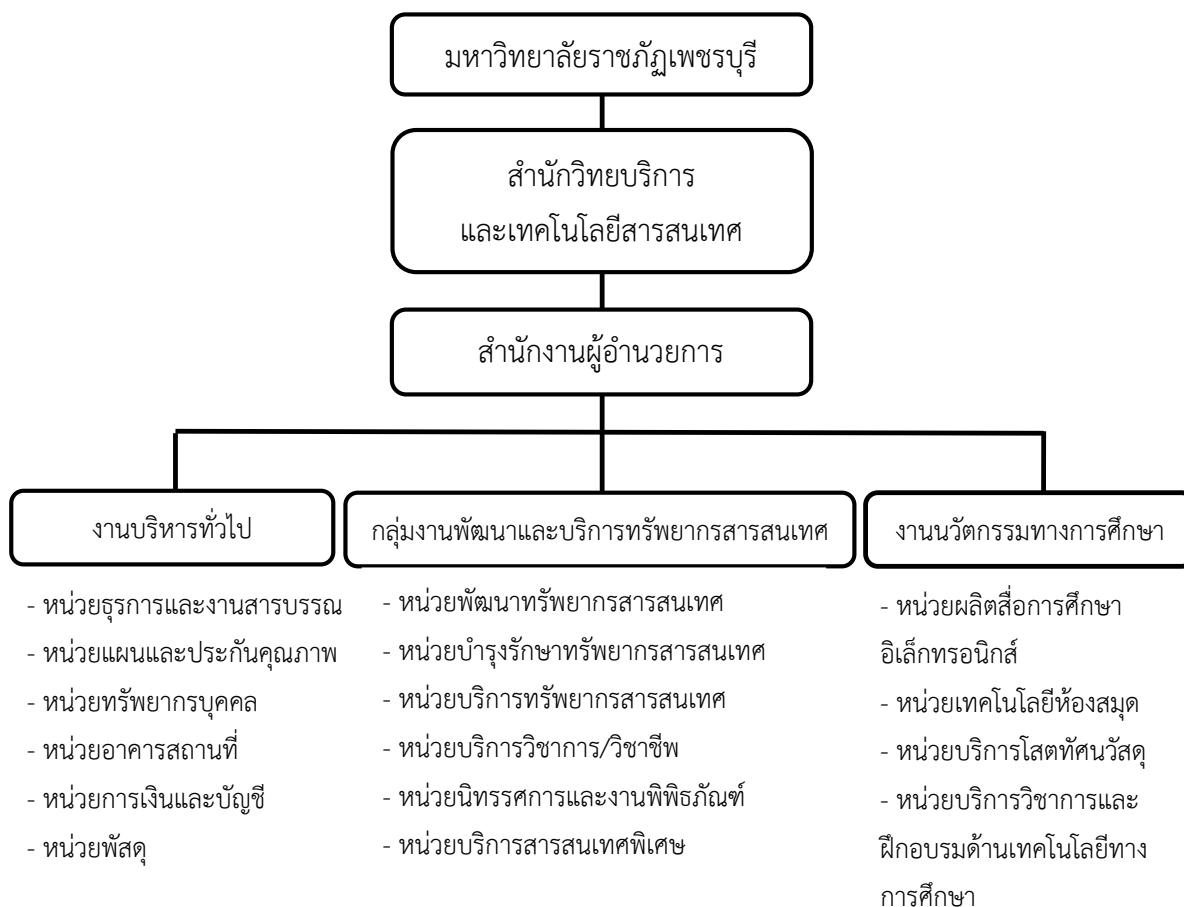 มหาวิทยาลัยราชภัฏเพชรบุรี
สำนักวิทยบริการ
และเทคโนโลยีสารสนเทศ
สำนักงานผู้อำนวยการ
งานบริหารทั่วไป
- หน่วยธุรการและงานสารบรรณ
- หน่วยแผนและประกันคุณภาพ
- หน่วยทรัพยากรบุคคล
- หน่วยอาคารสถานที่
- หน่วยการเงินและบัญชี
- หน่วยพัสดุ
กลุ่มงานพัฒนาและบริการทรัพยากรสารสนเทศ
- หน่วยพัฒนาทรัพยากรสารสนเทศ
- หน่วยบำรุงรักษาทรัพยากรสารสนเทศ
- หน่วยบริการทรัพยากรสารสนเทศ
- หน่วยบริการวิชาการ/วิชาชีพ
- หน่วยนิทรรศการและงานพิพิธภัณฑ์
- หน่วยบริการสารสนเทศพิเศษ
งานนวัตกรรมทางการศึกษา
- หน่วยผลิตสื่อการศึกษา
อิเล็กทรอนิกส์
- หน่วยเทคโนโลยีห้องสมุด
- หน่วยบริการโสตทัศนวัสดุ
- หน่วยบริการวิชาการและ
ฝึกอบรมด้านเทคโนโลยีทาง
การศึกษา